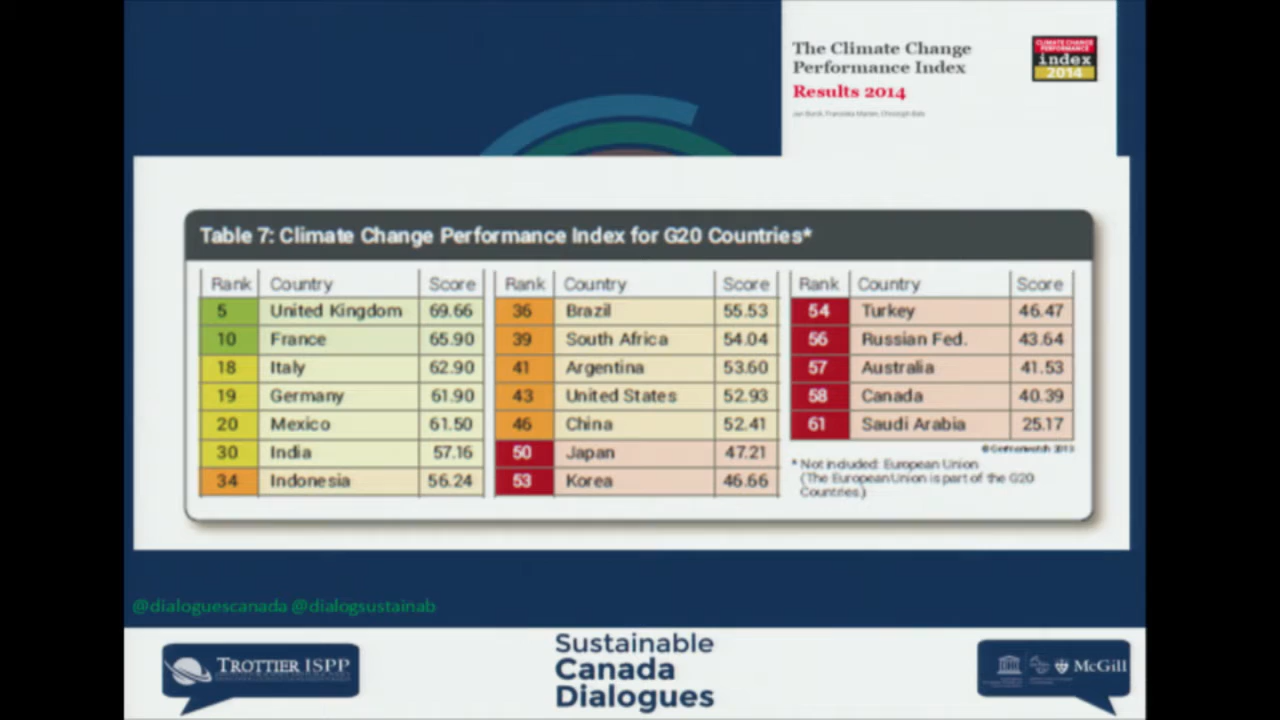 The Climate Change
Performance Index
Results 2014
CLIMATE CHANGE
PERFORMANCE
index
2014
Table 7: Climate Change Performance Index for G20 Countries*
Rank Country Score
5 United Kingdom 69.66
10 France 65.90
18 Italy 62.90
19 Germany 61.90
20 Mexico 61.50
30 India 57.16
34 Indonesia 56.24
Rank Country Score
36 Brazil 55.53
39 South Africa 54.04
41 Argentina 53.60
43 United States 52.93
46 China 52.41
50 Japan 47.21
53 Korea 46.66
Rank Country Score
54 Turkey 46.47
56 Russian Fed. 43.64
57 Australia 41.53
58 Canada 40.39
61 Saudi Arabia 25.17
©Germanwatch 2013
* Not included: European Union
(The European Union is part of the G20
Countries.)
@dialoguescanada @dialogsustainab
TROTTIER ISPP
Sustainable
Canada
Dialogues
McGill